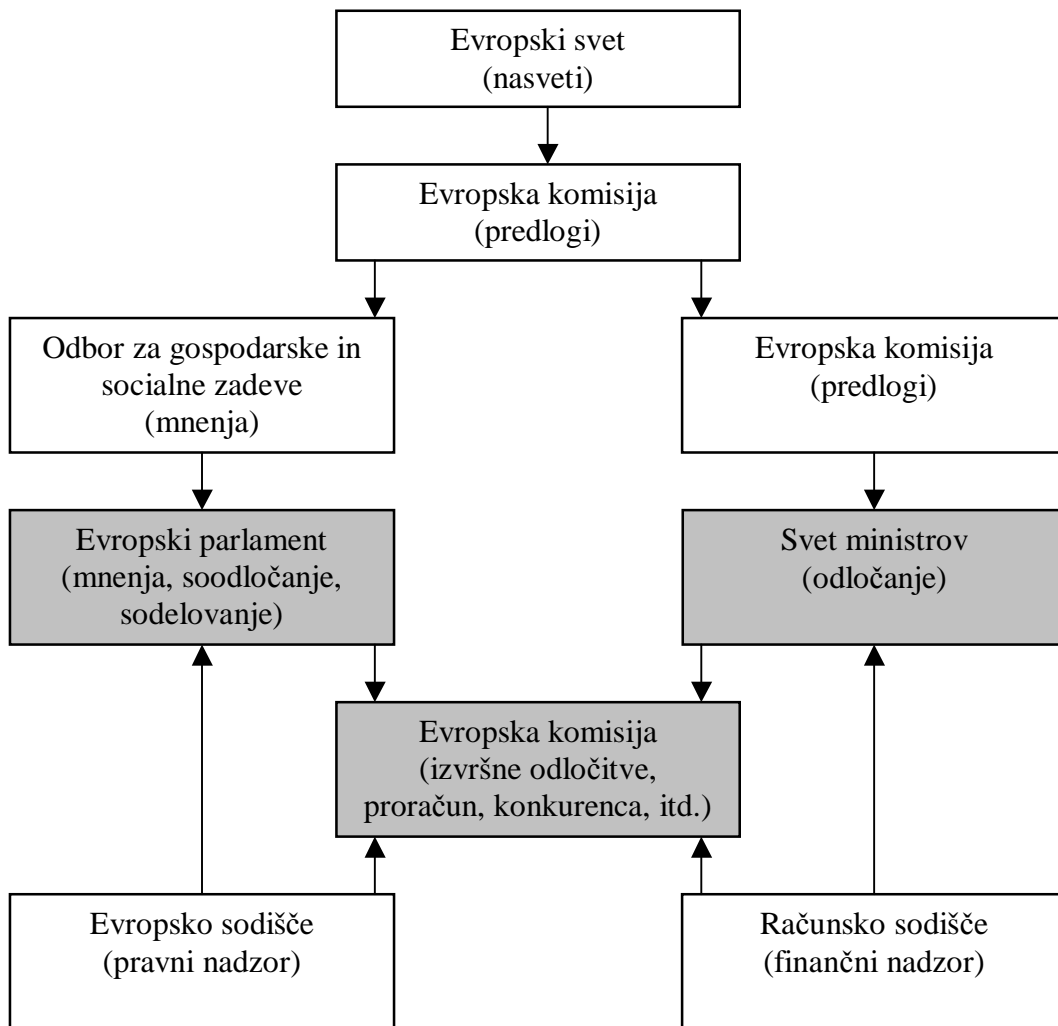 Evropski svet
(nasveti)
Evropska komisija
(predlogi)
Odbor za gospodarske in
socialne zadeve
(mnenja)
Evropska komisija
(predlogi)
Evropski parlament
(mnenja, soodločanje,
sodelovanje)
Svet ministrov
(odločanje)
Evropska komisija
(izvršne odločitve,
proračun, konkurenca, itd.)
Evropsko sodišče
(pravni nadzor)
Računsko sodišče
(finančni nadzor)